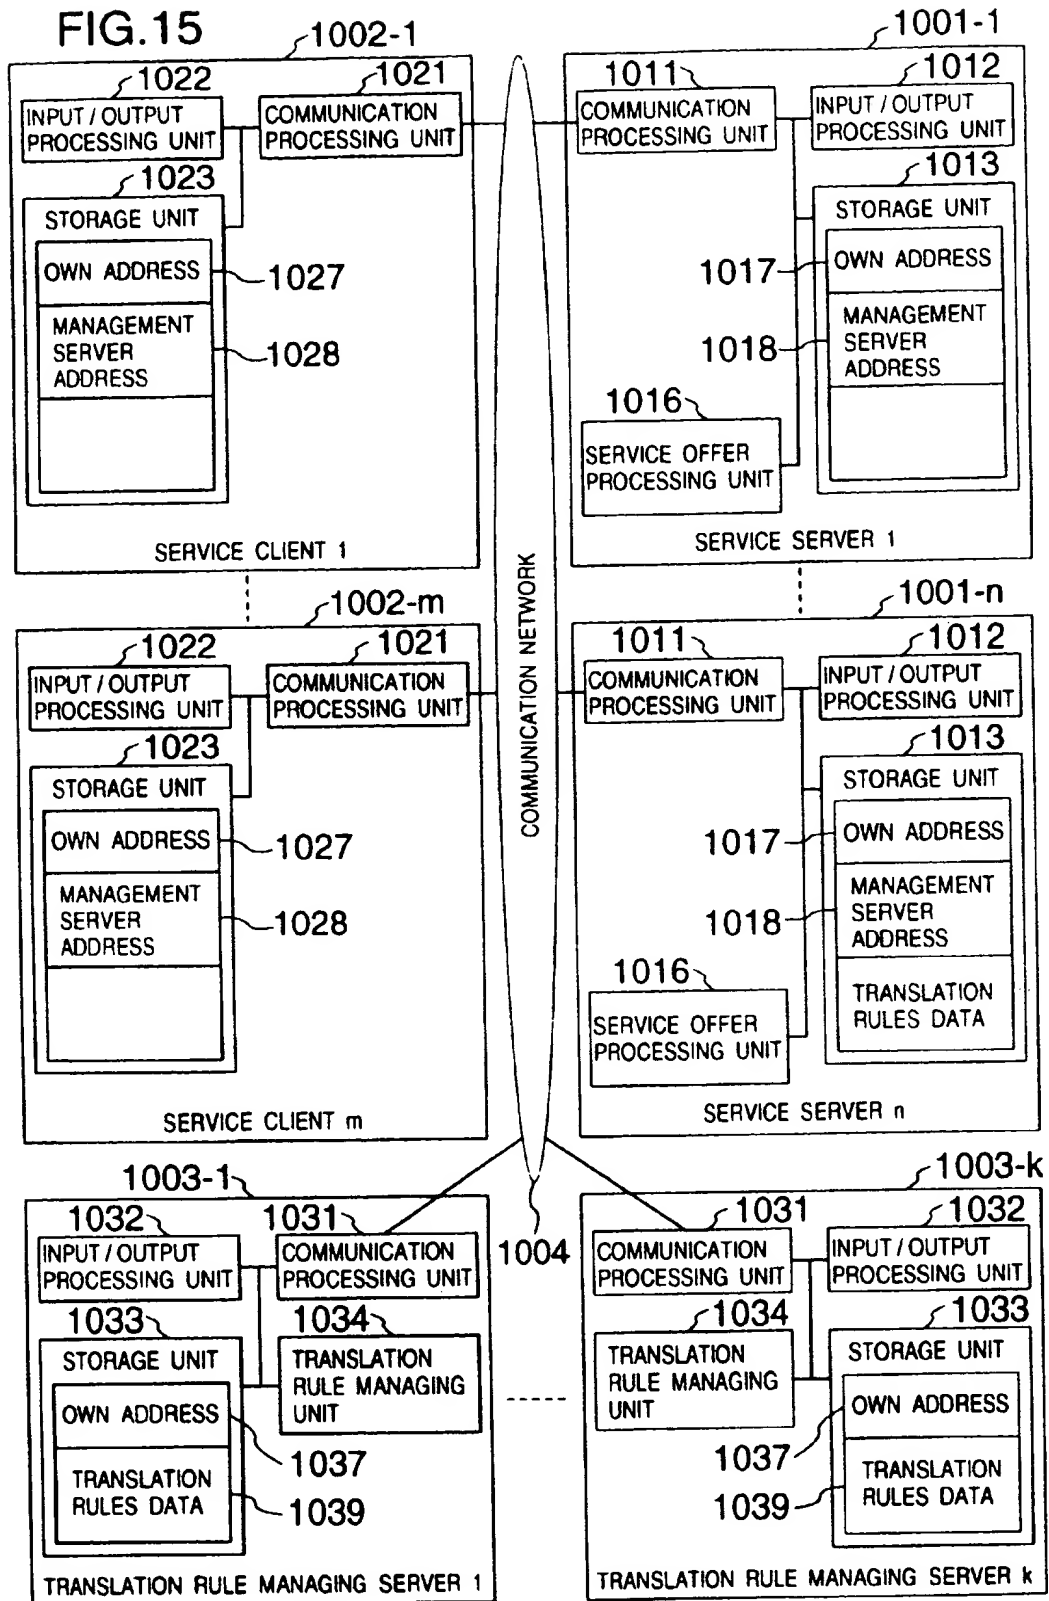 FIG.15
1002-1
1022
1021
INPUT / OUTPUT
PROCESSING UNIT
COMMUNICATION
PROCESSING UNIT
1023
STORAGE UNIT
OWN ADDRESS
1027
MANAGEMENT
SERVER
ADDRESS
1028
SERVICE CLIENT 1
1001-1
1011
1012
COMMUNICATION
PROCESSING UNIT
INPUT / OUTPUT
PROCESSING UNIT
1013
STORAGE UNIT
1017
OWN ADDRESS
1018
MANAGEMENT
SERVER
ADDRESS
1016
SERVICE OFFER
PROCESSING UNIT
SERVICE SERVER 1
COMMUNICATION NETWORK
1002-m
1022
1021
INPUT / OUTPUT
PROCESSING UNIT
COMMUNICATION
PROCESSING UNIT
1023
STORAGE UNIT
OWN ADDRESS
1027
MANAGEMENT
SERVER
ADDRESS
1028
SERVICE CLIENT m
1001-n
1011
1012
COMMUNICATION
PROCESSING UNIT
INPUT / OUTPUT
PROCESSING UNIT
1013
STORAGE UNIT
1017
OWN ADDRESS
1018
MANAGEMENT
SERVER
ADDRESS
TRANSLATION
RULES DATA
1016
SERVICE OFFER
PROCESSING UNIT
SERVICE SERVER n
1003-1
1032
1031
INPUT / OUTPUT
PROCESSING UNIT
COMMUNICATION
PROCESSING UNIT
1033
1034
STORAGE UNIT
TRANSLATION
RULE MANAGING
UNIT
OWN ADDRESS
1037
TRANSLATION
RULES DATA
1039
TRANSLATION RULE MANAGING SERVER 1
1004
1003-k
1031
1032
COMMUNICATION
PROCESSING UNIT
INPUT / OUTPUT
PROCESSING UNIT
1034
1033
TRANSLATION
RULE MANAGING
UNIT
STORAGE UNIT
OWN ADDRESS
1037
TRANSLATION
RULES DATA
1039
TRANSLATION RULE MANAGING SERVER k